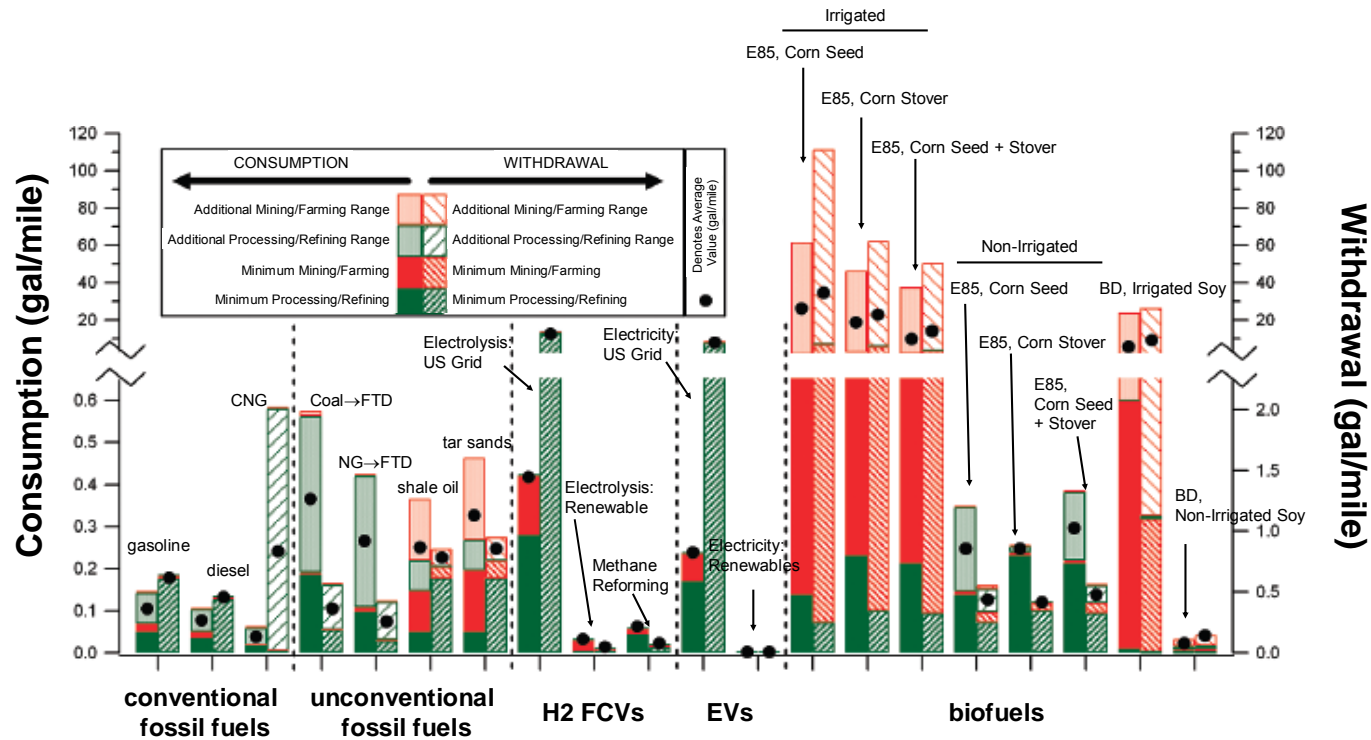 Irrigated
E85, Corn Seed
E85, Corn Stover
E85, Corn Seed + Stover
Non-Irrigated
E85, Corn Seed
BD, Irrigated Soy
E85, Corn Stover
E85,
Corn Seed
+ Stover
BD,
Non-Irrigated Soy
CONSUMPTION
WITHDRAWAL
Additional Mining/Farming Range
Additional Mining/Farming Range
Additional Processing/Refining Range
Additional Processing/Refining Range
Minimum Mining/Farming
Minimum Mining/Farming
Minimum Processing/Refining
Minimum Processing/Refining
Denotes Average
Value (gal/mile)
Consumption (gal/mile)
120
100
80
60
40
20
0.6
0.5
0.4
0.3
0.2
0.1
0.0
Withdrawal (gal/mile)
120
100
80
60
40
20
2.0
1.5
1.0
0.5
0.0
gasoline
diesel
CNG
Coal→FTD
NG→FTD
shale oil
tar sands
Electrolysis:
US Grid
Electrolysis:
Renewable
Methane
Reforming
Electricity
US Grid
Electricity:
Renewables
conventional
fossil fuels
unconventional
fossil fuels
H2 FCVs
EVs
biofuels